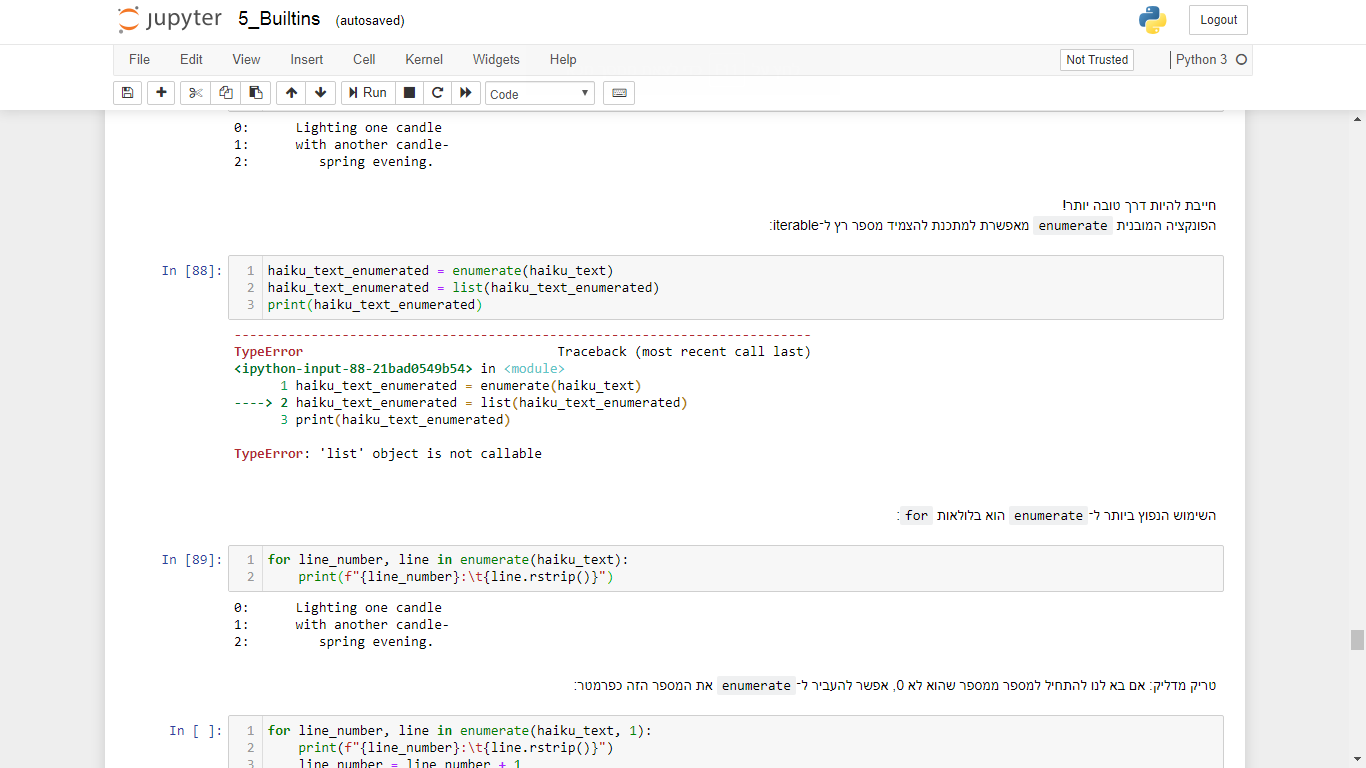 jupyter 5_Builtins (autosaved)
Logout
File Edit View Insert Cell Kernel Widgets Help
Not Trusted
Python 3
Run
Code
0:      Lighting one candle
1:      with another candle-
2:         spring evening.
חייבת להיות דרך טובה יותר!
הפונקציה המובנית enumerate מאפשרת למתכנת להצמיד מספר רץ ל־iterable:
In [88]:
1 haiku_text_enumerated = enumerate(haiku_text)
2 haiku_text_enumerated = list(haiku_text_enumerated)
3 print(haiku_text_enumerated)
---------------------------------------------------------------------------
TypeError                                 Traceback (most recent call last)
<ipython-input-88-21bad0549b54> in <module>
      1 haiku_text_enumerated = enumerate(haiku_text)
----> 2 haiku_text_enumerated = list(haiku_text_enumerated)
      3 print(haiku_text_enumerated)
TypeError: 'list' object is not callable
השימוש הנפוץ ביותר ל־enumerate הוא בלולאות for:
In [89]:
1 for line_number, line in enumerate(haiku_text):
2     print(f"{line_number}:\t{line.rstrip()}")
0:      Lighting one candle
1:      with another candle-
2:         spring evening.
טריק מדליק: אם בא לנו להתחיל למספר ממספר שהוא לא 0, אפשר להעביר ל־enumerate את המספר הזה כפרמטר:
In [ ]:
1 for line_number, line in enumerate(haiku_text, 1):
2     print(f"{line_number}:\t{line.rstrip()}")
3     line_number = line_number + 1